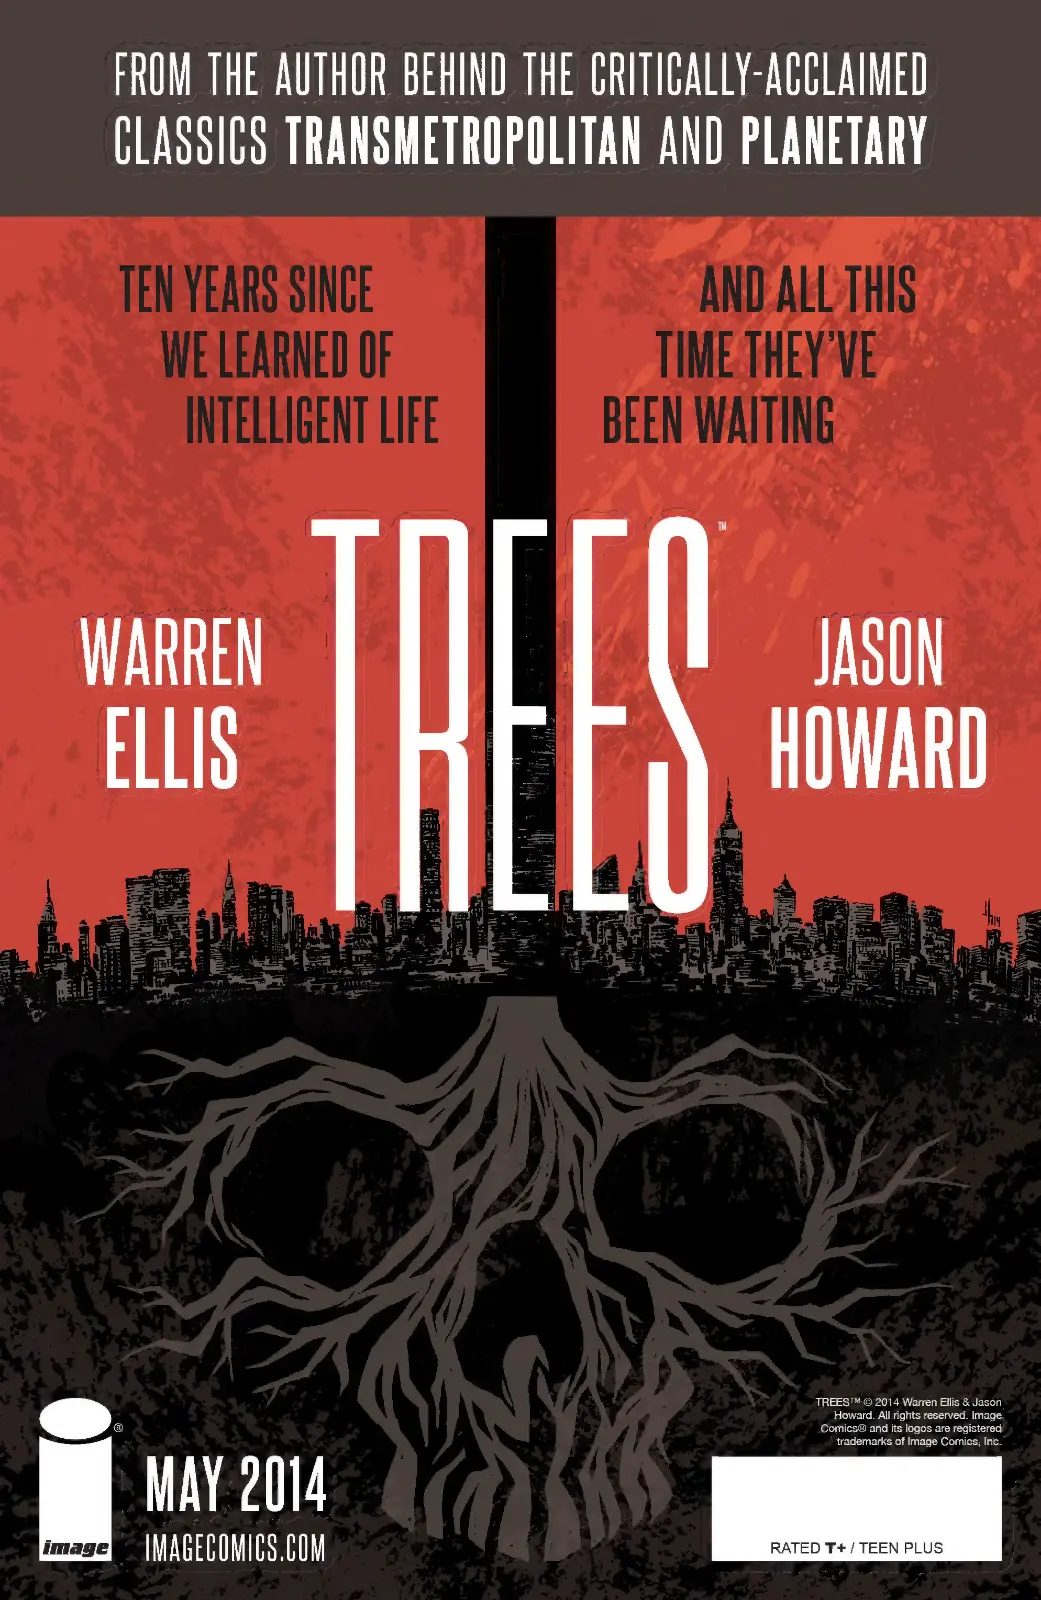 FROM THE AUTHOR BEHIND THE CRITICALLY-ACCLAIMED
CLASSICS TRANSMETROPOLITAN AND PLANETARY
TEN YEARS SINCE
WE LEARNED OF
INTELLIGENT LIFE
AND ALL THIS
TIME THEY'VE
BEEN WAITING
TREES™
WARREN
ELLIS
JASON
HOWARD
TREES™ © 2014 Warren Ellis & Jason
Howard. All rights reserved. Image
Comics® and its logos are registered
trademarks of Image Comics, Inc.
image®
MAY 2014
IMAGECOMICS.COM
RATED T+ / TEEN PLUS